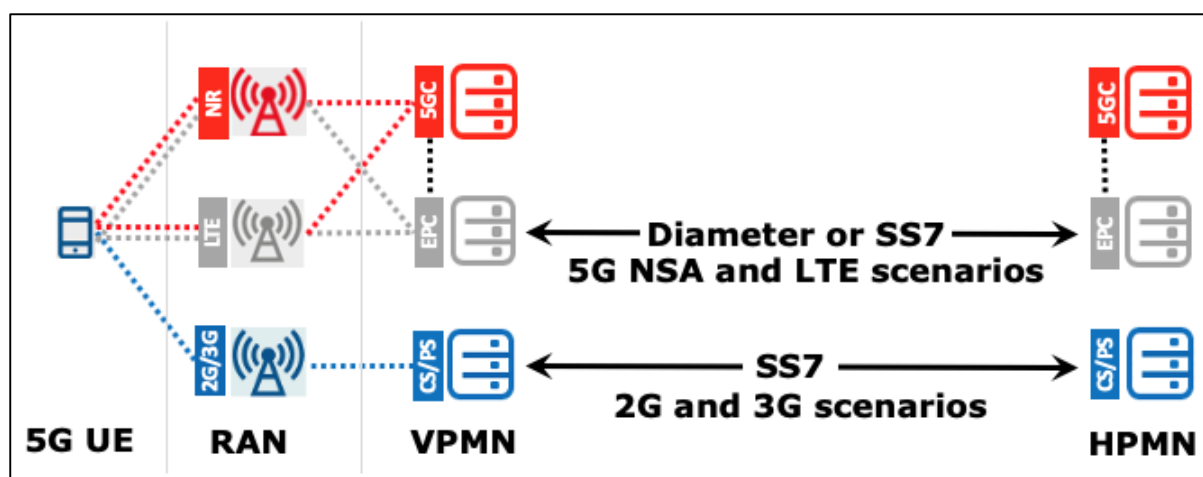 NR
5GC
5GC
LTE
EPC
Diameter or SS7
5G NSA and LTE scenarios
EPC
2G/3G
CS/PS
SS7
2G and 3G scenarios
CS/PS
5G UE
RAN
VPMN
HPMN